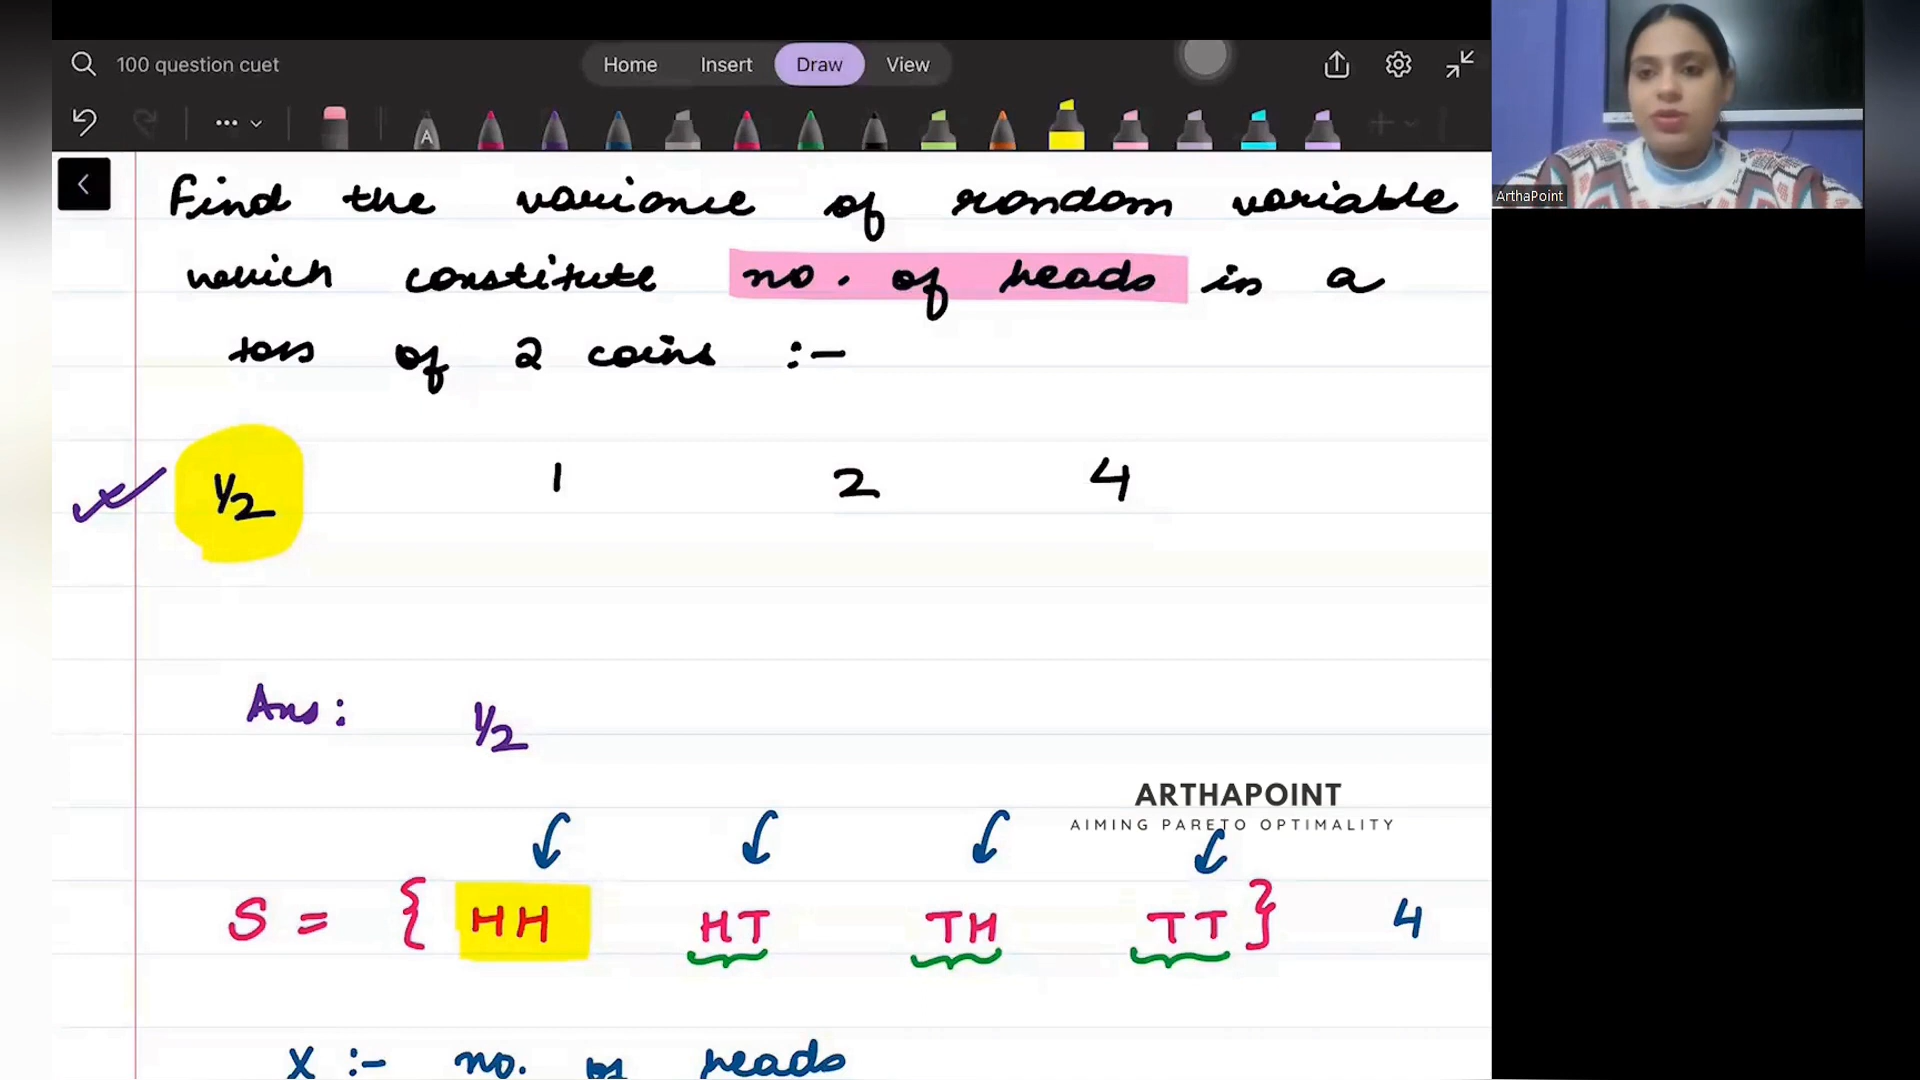 100 question cuet
Home Insert Draw View
A
ArthaPoint
Find the variance of random variable
which constitute no. of heads in a
toss of 2 coins :-
1/2 1 2 4
Ans: 1/2
ARTHAPOINT
AIMING PARETO OPTIMALITY
S = { HH HT TH TT } 4
X :- no. of heads